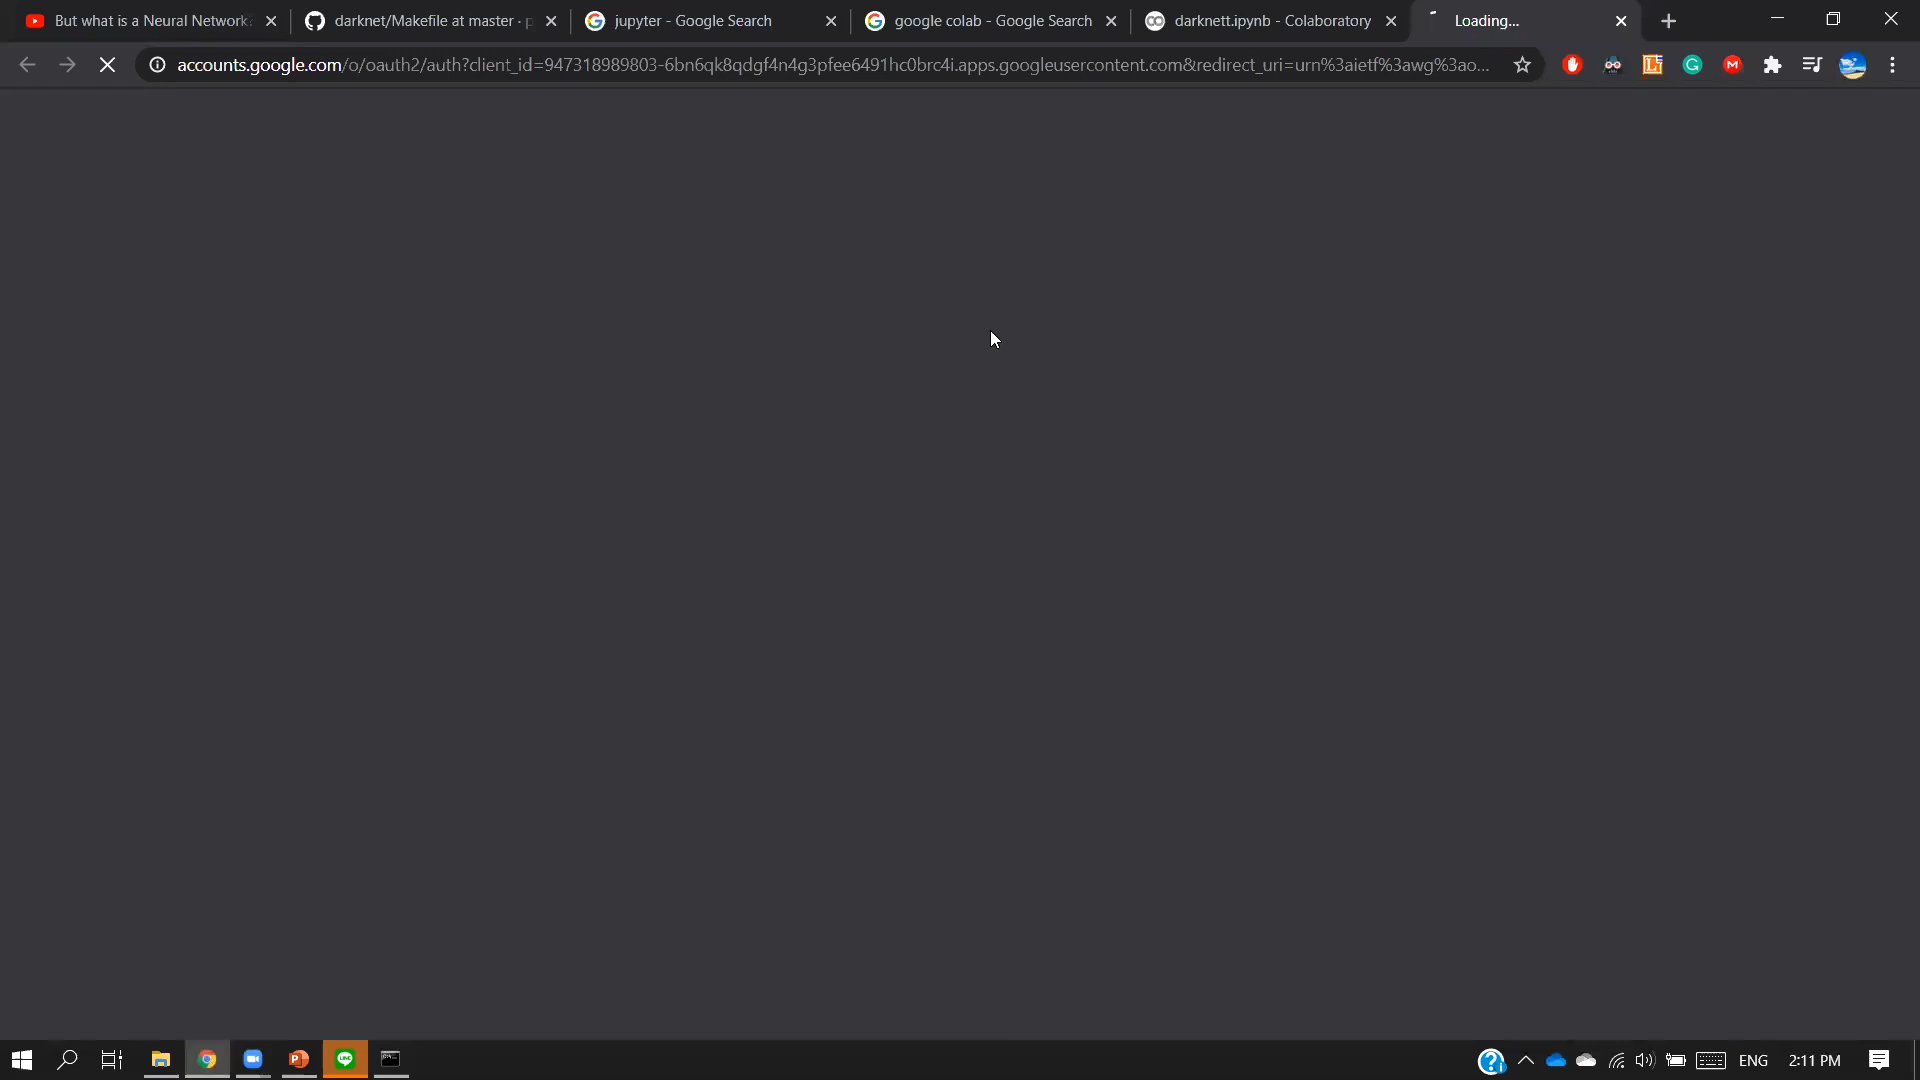 But what is a Neural Network
darknet/Makefile at master · p
jupyter - Google Search
google colab - Google Search
darknett.ipynb - Colaboratory
Loading...
accounts.google.com/o/oauth2/auth?client_id=947318989803-6bn6qk8qdgf4n4g3pfee6491hc0brc4i.apps.googleusercontent.com&redirect_uri=urn%3aietf%3awg%3ao...
ENG
2:11 PM